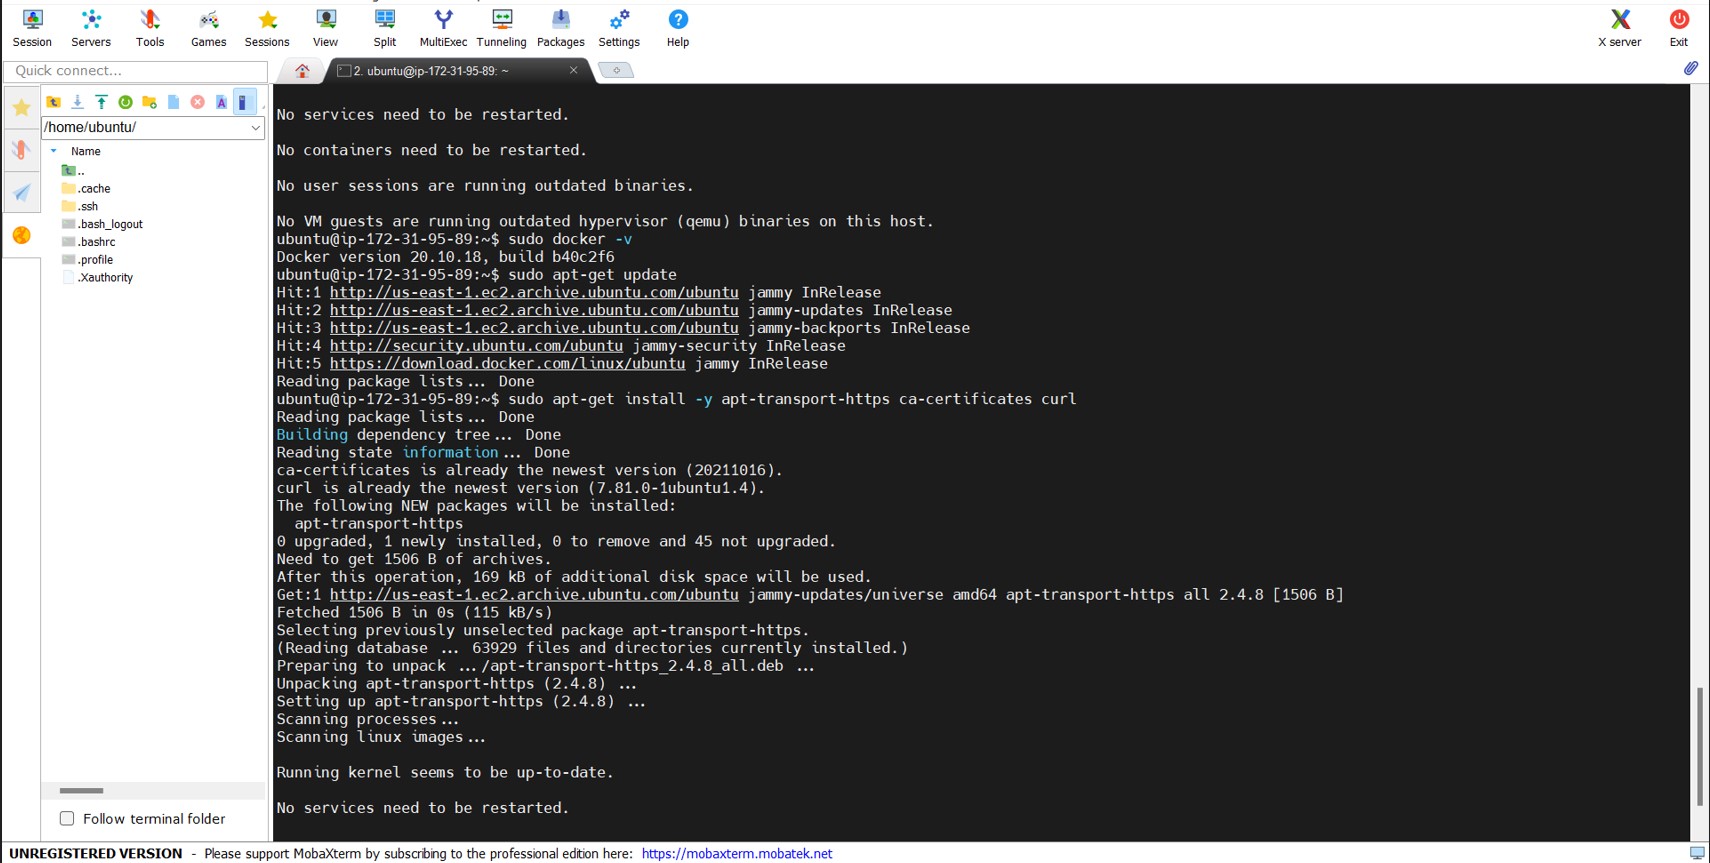 Session Servers Tools Games Sessions View Split MultiExec Tunneling Packages Settings Help X server Exit
Quick connect...
2. ubuntu@ip-172-31-95-89: ~
/home/ubuntu/
Name
..
.cache
.ssh
.bash_logout
.bashrc
.profile
.Xauthority
Follow terminal folder
No services need to be restarted.
No containers need to be restarted.
No user sessions are running outdated binaries.
No VM guests are running outdated hypervisor (qemu) binaries on this host.
ubuntu@ip-172-31-95-89:~$ sudo docker -v
Docker version 20.10.18, build b40c2f6
ubuntu@ip-172-31-95-89:~$ sudo apt-get update
Hit:1 http://us-east-1.ec2.archive.ubuntu.com/ubuntu jammy InRelease
Hit:2 http://us-east-1.ec2.archive.ubuntu.com/ubuntu jammy-updates InRelease
Hit:3 http://us-east-1.ec2.archive.ubuntu.com/ubuntu jammy-backports InRelease
Hit:4 http://security.ubuntu.com/ubuntu jammy-security InRelease
Hit:5 https://download.docker.com/linux/ubuntu jammy InRelease
Reading package lists... Done
ubuntu@ip-172-31-95-89:~$ sudo apt-get install -y apt-transport-https ca-certificates curl
Reading package lists... Done
Building dependency tree... Done
Reading state information... Done
ca-certificates is already the newest version (20211016).
curl is already the newest version (7.81.0-1ubuntu1.4).
The following NEW packages will be installed:
apt-transport-https
0 upgraded, 1 newly installed, 0 to remove and 45 not upgraded.
Need to get 1506 B of archives.
After this operation, 169 kB of additional disk space will be used.
Get:1 http://us-east-1.ec2.archive.ubuntu.com/ubuntu jammy-updates/universe amd64 apt-transport-https all 2.4.8 [1506 B]
Fetched 1506 B in 0s (115 kB/s)
Selecting previously unselected package apt-transport-https.
(Reading database ... 63929 files and directories currently installed.)
Preparing to unpack .../apt-transport-https_2.4.8_all.deb ...
Unpacking apt-transport-https (2.4.8) ...
Setting up apt-transport-https (2.4.8) ...
Scanning processes...
Scanning linux images...
Running kernel seems to be up-to-date.
No services need to be restarted.
UNREGISTERED VERSION - Please support MobaXterm by subscribing to the professional edition here: https://mobaxterm.mobatek.net